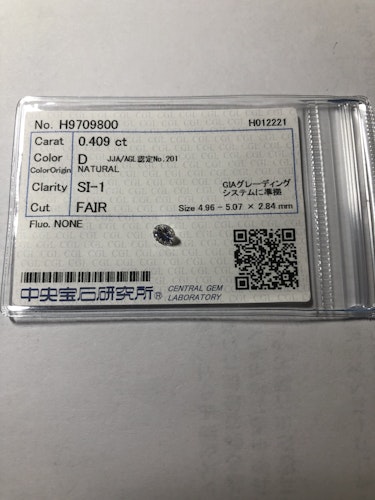 No. H9709800 H012221
Carat 0.409 ct
Color D JJA/AGL認定No.201
ColorOrigin NATURAL
Clarity SI-1 GIAグレーディング
システムに準拠
Cut FAIR Size 4.96 - 5.07 × 2.84 mm
Fluo. NONE
中央宝石研究所® CENTRAL GEM
LABORATORY